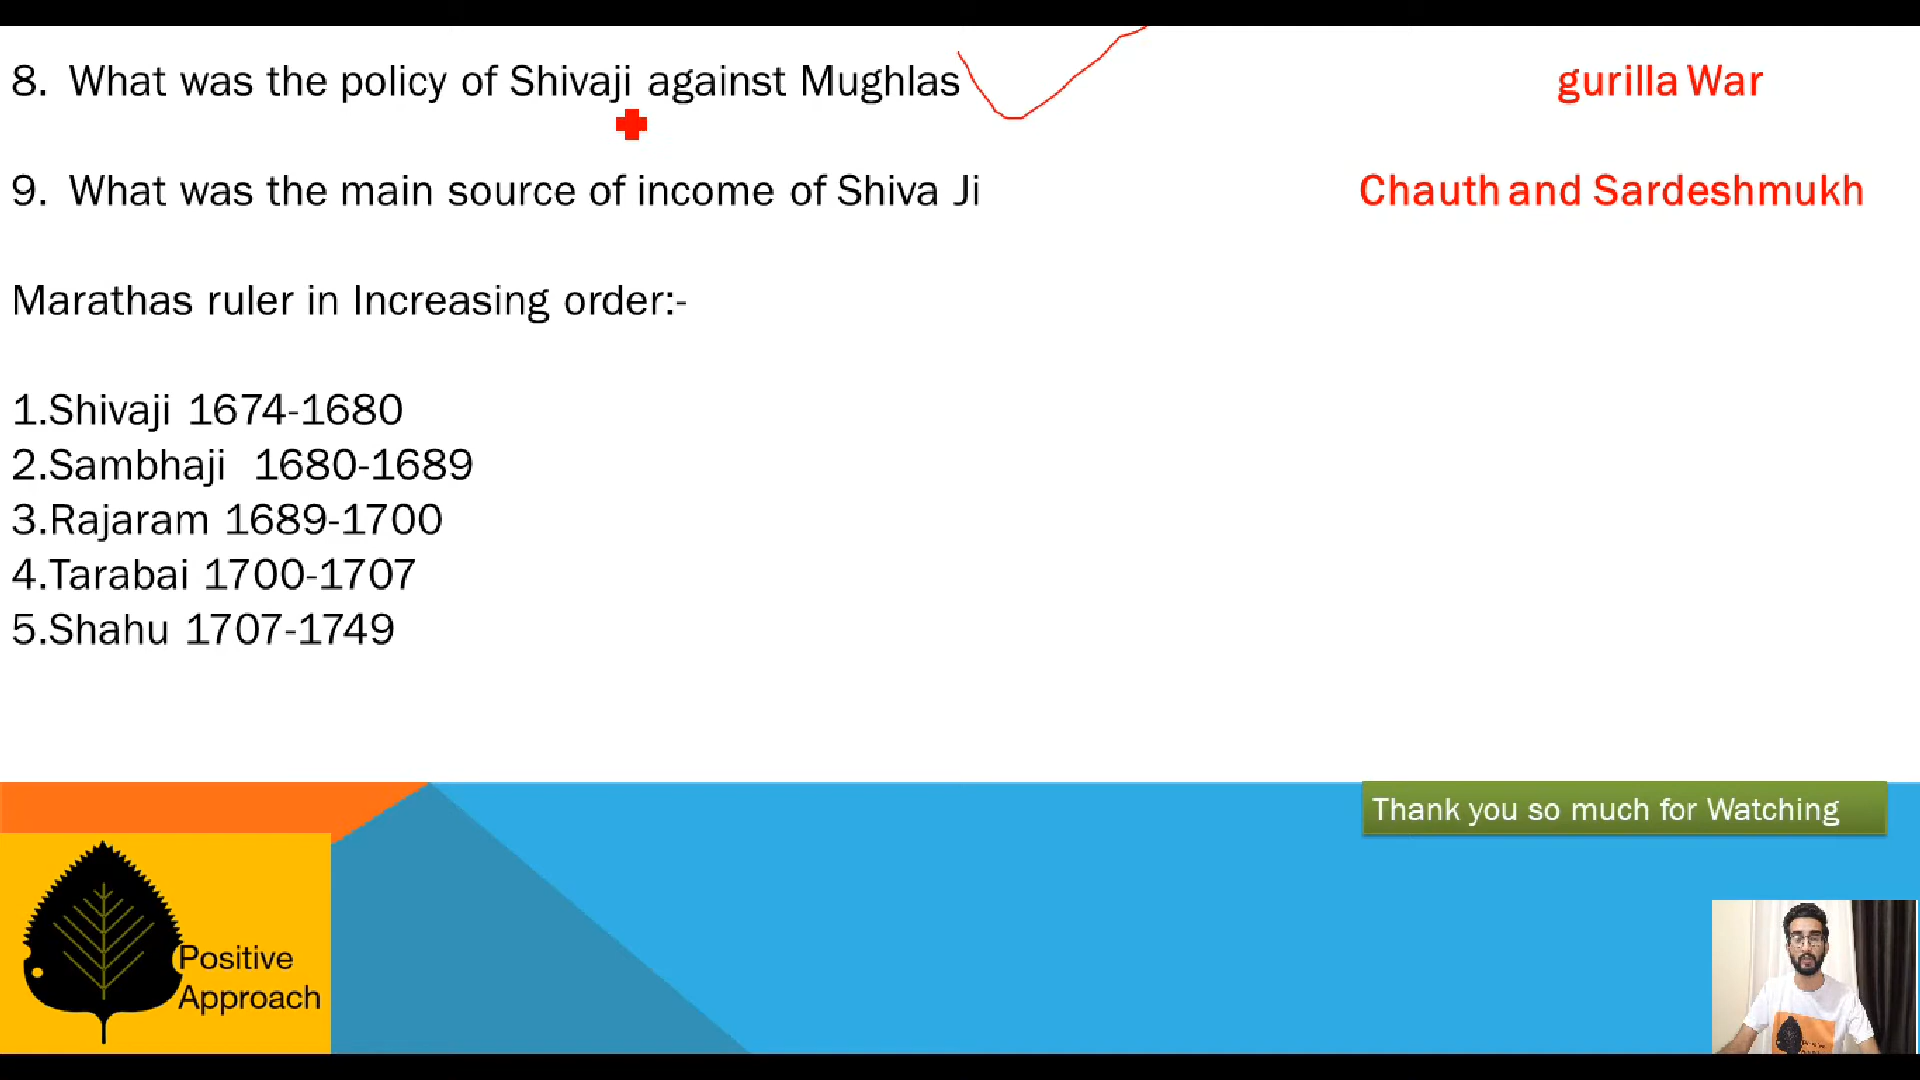 8. What was the policy of Shivaji against Mughlas gurilla War
9. What was the main source of income of Shiva Ji Chauth and Sardeshmukh
Marathas ruler in Increasing order:-
1.Shivaji 1674-1680
2.Sambhaji 1680-1689
3.Rajaram 1689-1700
4.Tarabai 1700-1707
5.Shahu 1707-1749
Thank you so much for Watching
Positive
Approach